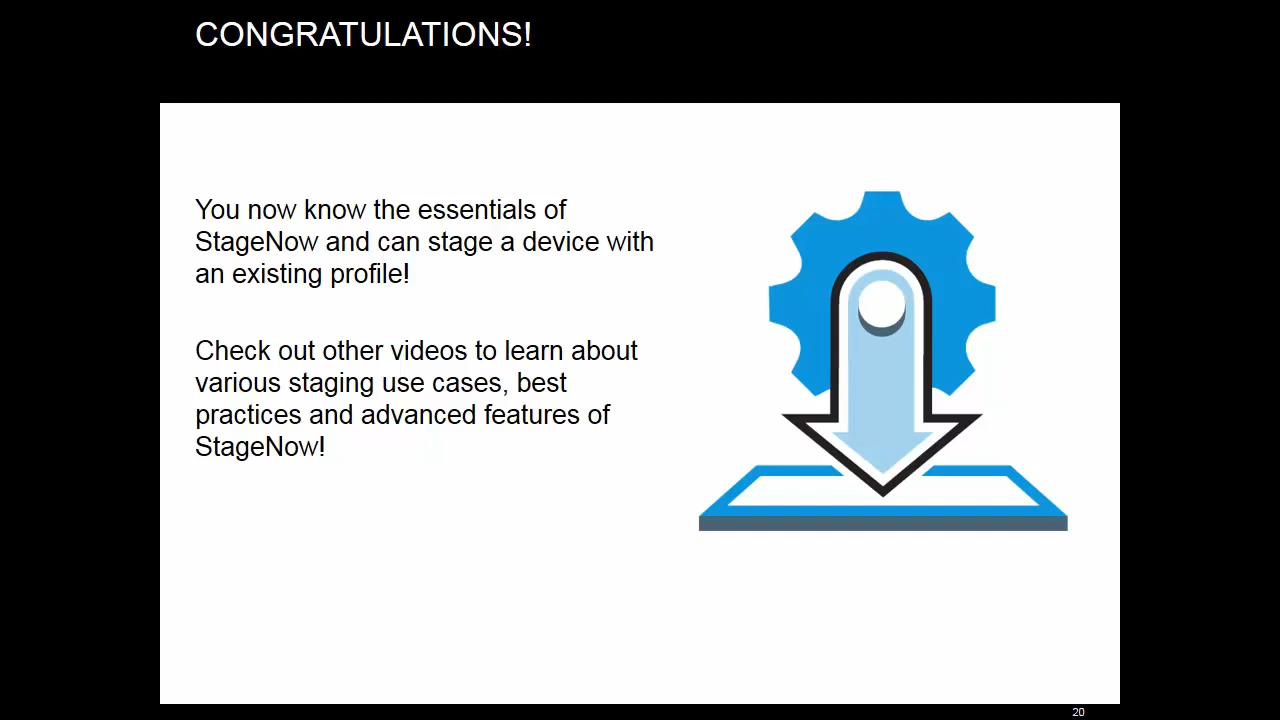 CONGRATULATIONS!
You now know the essentials of
StageNow and can stage a device with
an existing profile!
Check out other videos to learn about
various staging use cases, best
practices and advanced features of
StageNow!
20